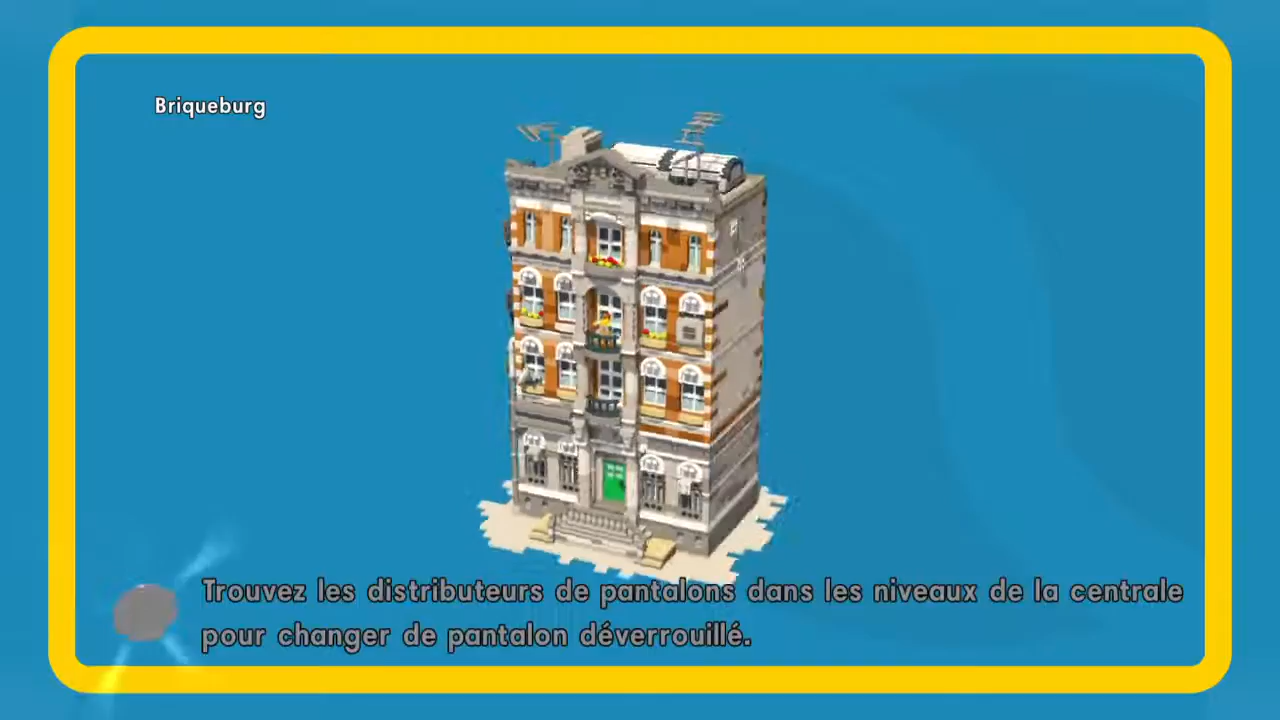 Briqueburg
Trouvez les distributeurs de pantalons dans les niveaux de la centrale
pour changer de pantalon déverrouillé.